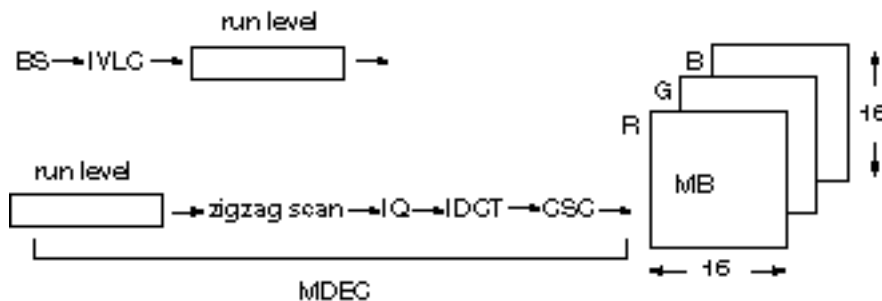 run level
BS IVLC
B
G
R
16
run level
zigzag scan IQ IDCT CSC
MB
16
MDEC